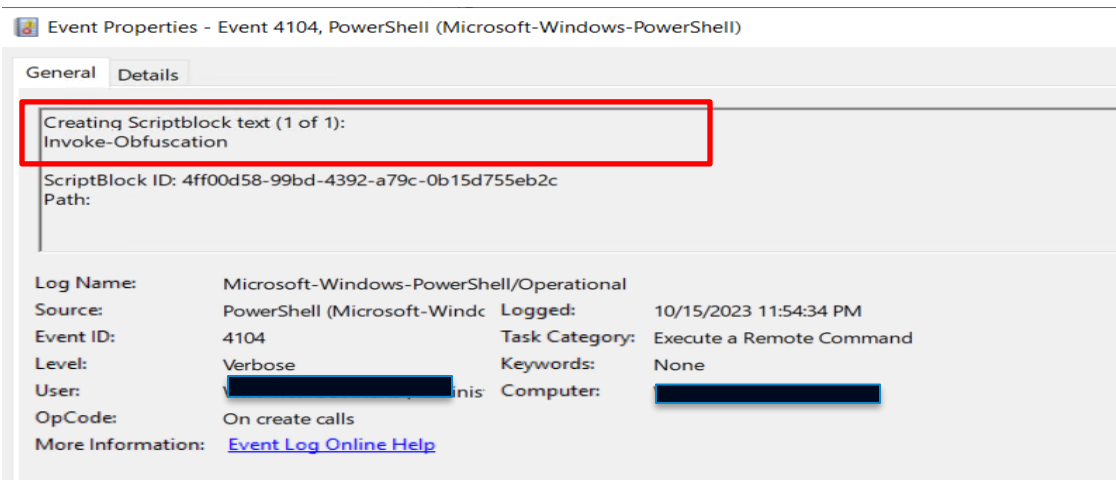 Event Properties - Event 4104, PowerShell (Microsoft-Windows-PowerShell)
General Details
Creating Scriptblock text (1 of 1):
Invoke-Obfuscation
ScriptBlock ID: 4ff00d58-99bd-4392-a79c-0b15d755eb2c
Path:
Log Name: Microsoft-Windows-PowerShell/Operational
Source: PowerShell (Microsoft-Windc Logged: 10/15/2023 11:54:34 PM
Event ID: 4104 Task Category: Execute a Remote Command
Level: Verbose Keywords: None
User: inis Computer:
OpCode: On create calls
More Information: Event Log Online Help